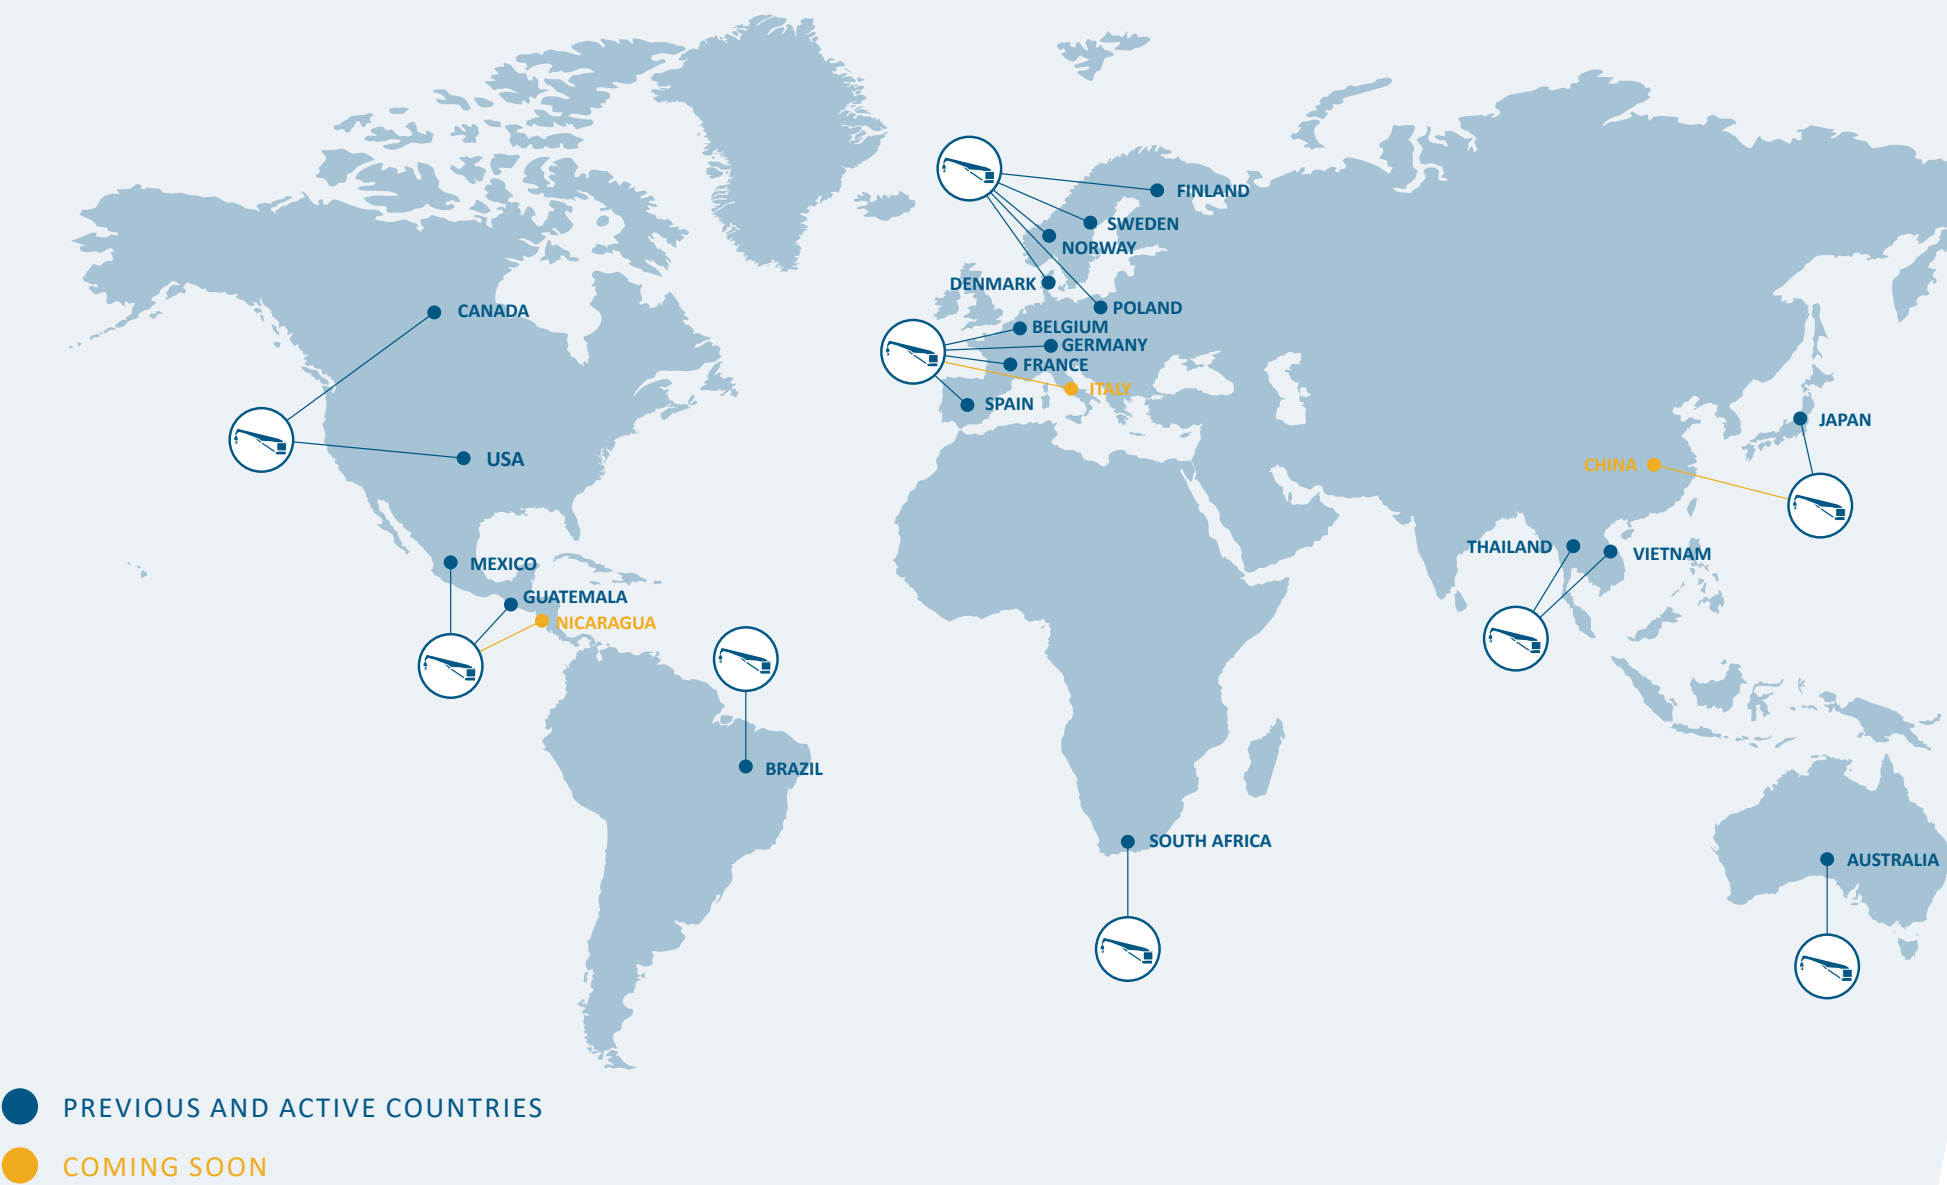 FINLAND
SWEDEN
NORWAY
DENMARK
POLAND
CANADA
BELGIUM
GERMANY
FRANCE
ITALY
SPAIN
JAPAN
USA
CHINA
THAILAND
VIETNAM
MEXICO
GUATEMALA
NICARAGUA
BRAZIL
SOUTH AFRICA
AUSTRALIA
PREVIOUS AND ACTIVE COUNTRIES
COMING SOON